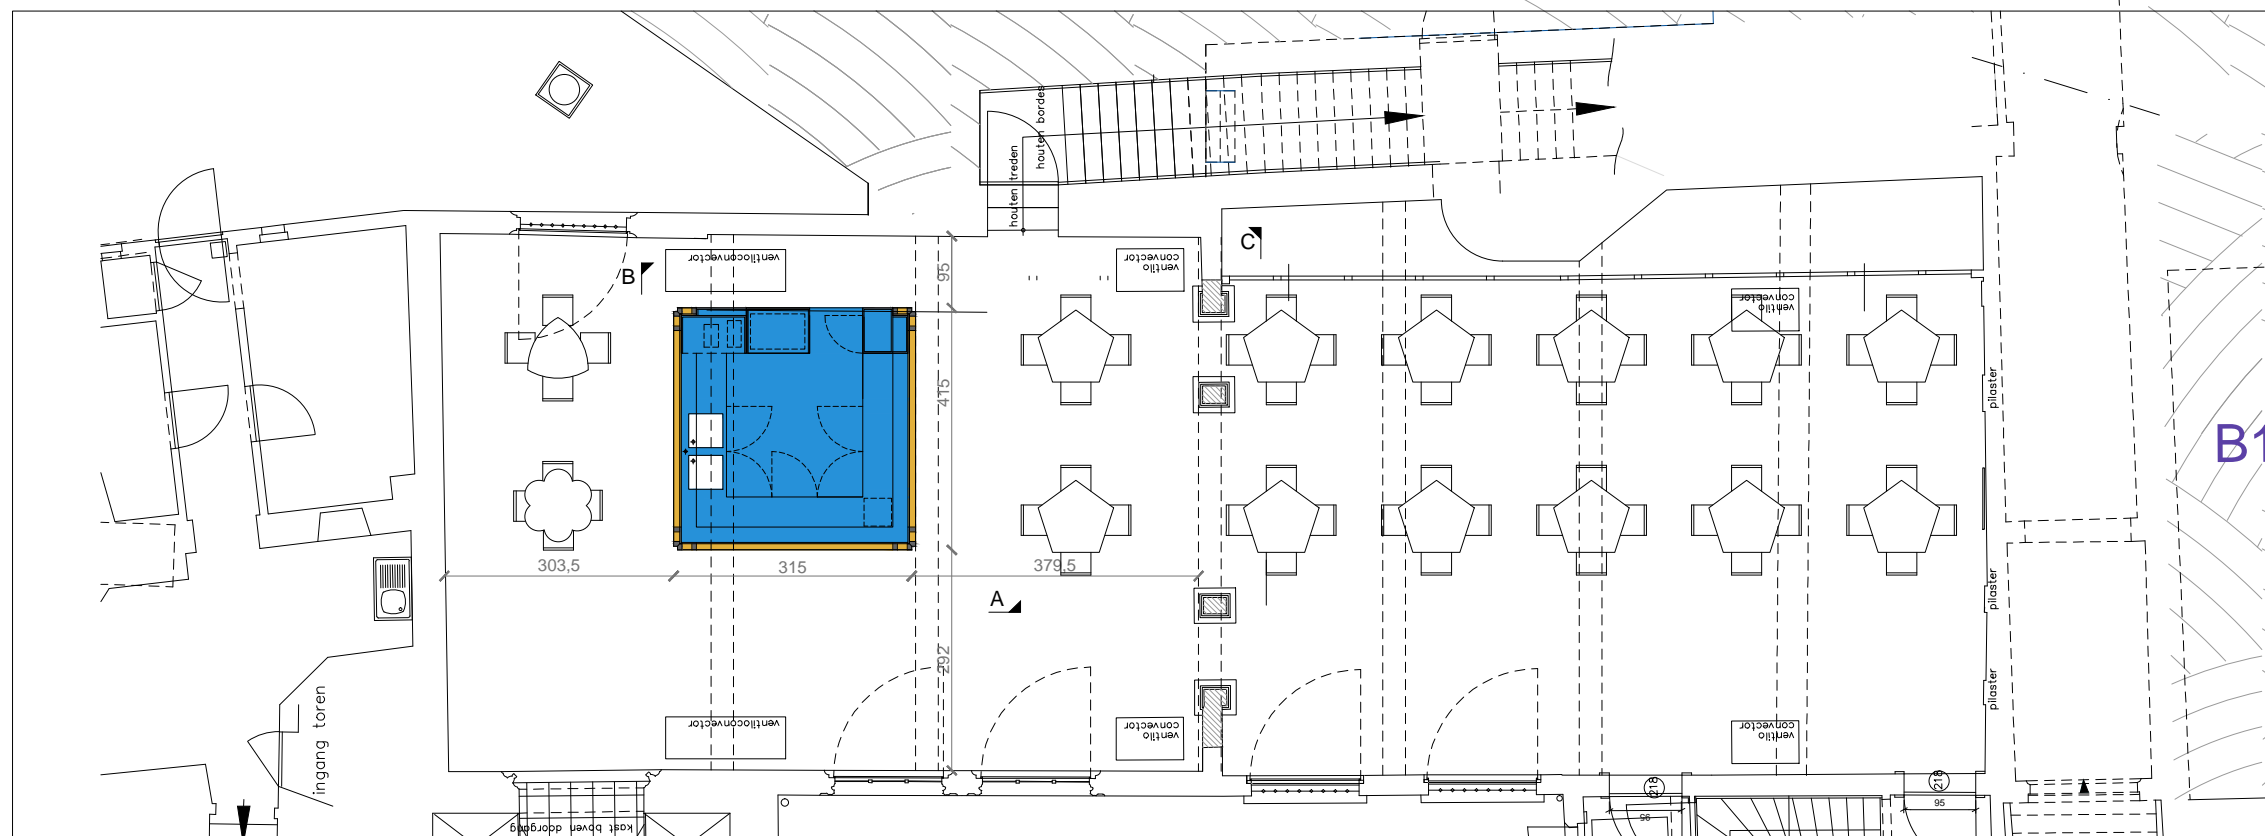 houten bordes
houten treden
B
ventiloconvector
95
ventilo
convector
C
ventilo
convector
415
pilaster
B1
303,5
315
379,5
A
pilaster
292
pilaster
ingang toren
ventiloconvector
ventilo
convector
ventilo
convector
218
218
95
95
kast boven doorgang